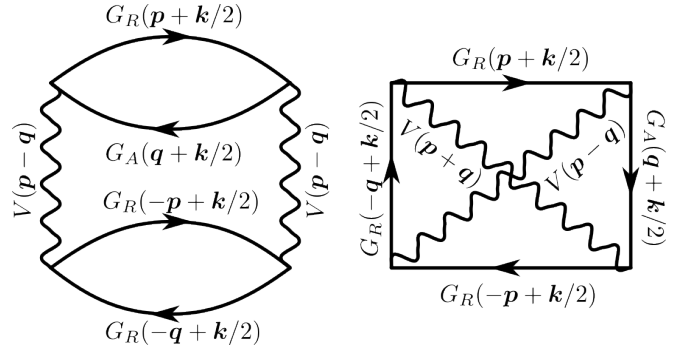 G_R(p + k/2)
V(p − q)
G_A(q + k/2)
V(p − q)
G_R(−p + k/2)
G_R(−q + k/2)
G_R(p + k/2)
G_R(−q + k/2)
V(p + q)
V(p − q)
G_A(q + k/2)
G_R(−p + k/2)